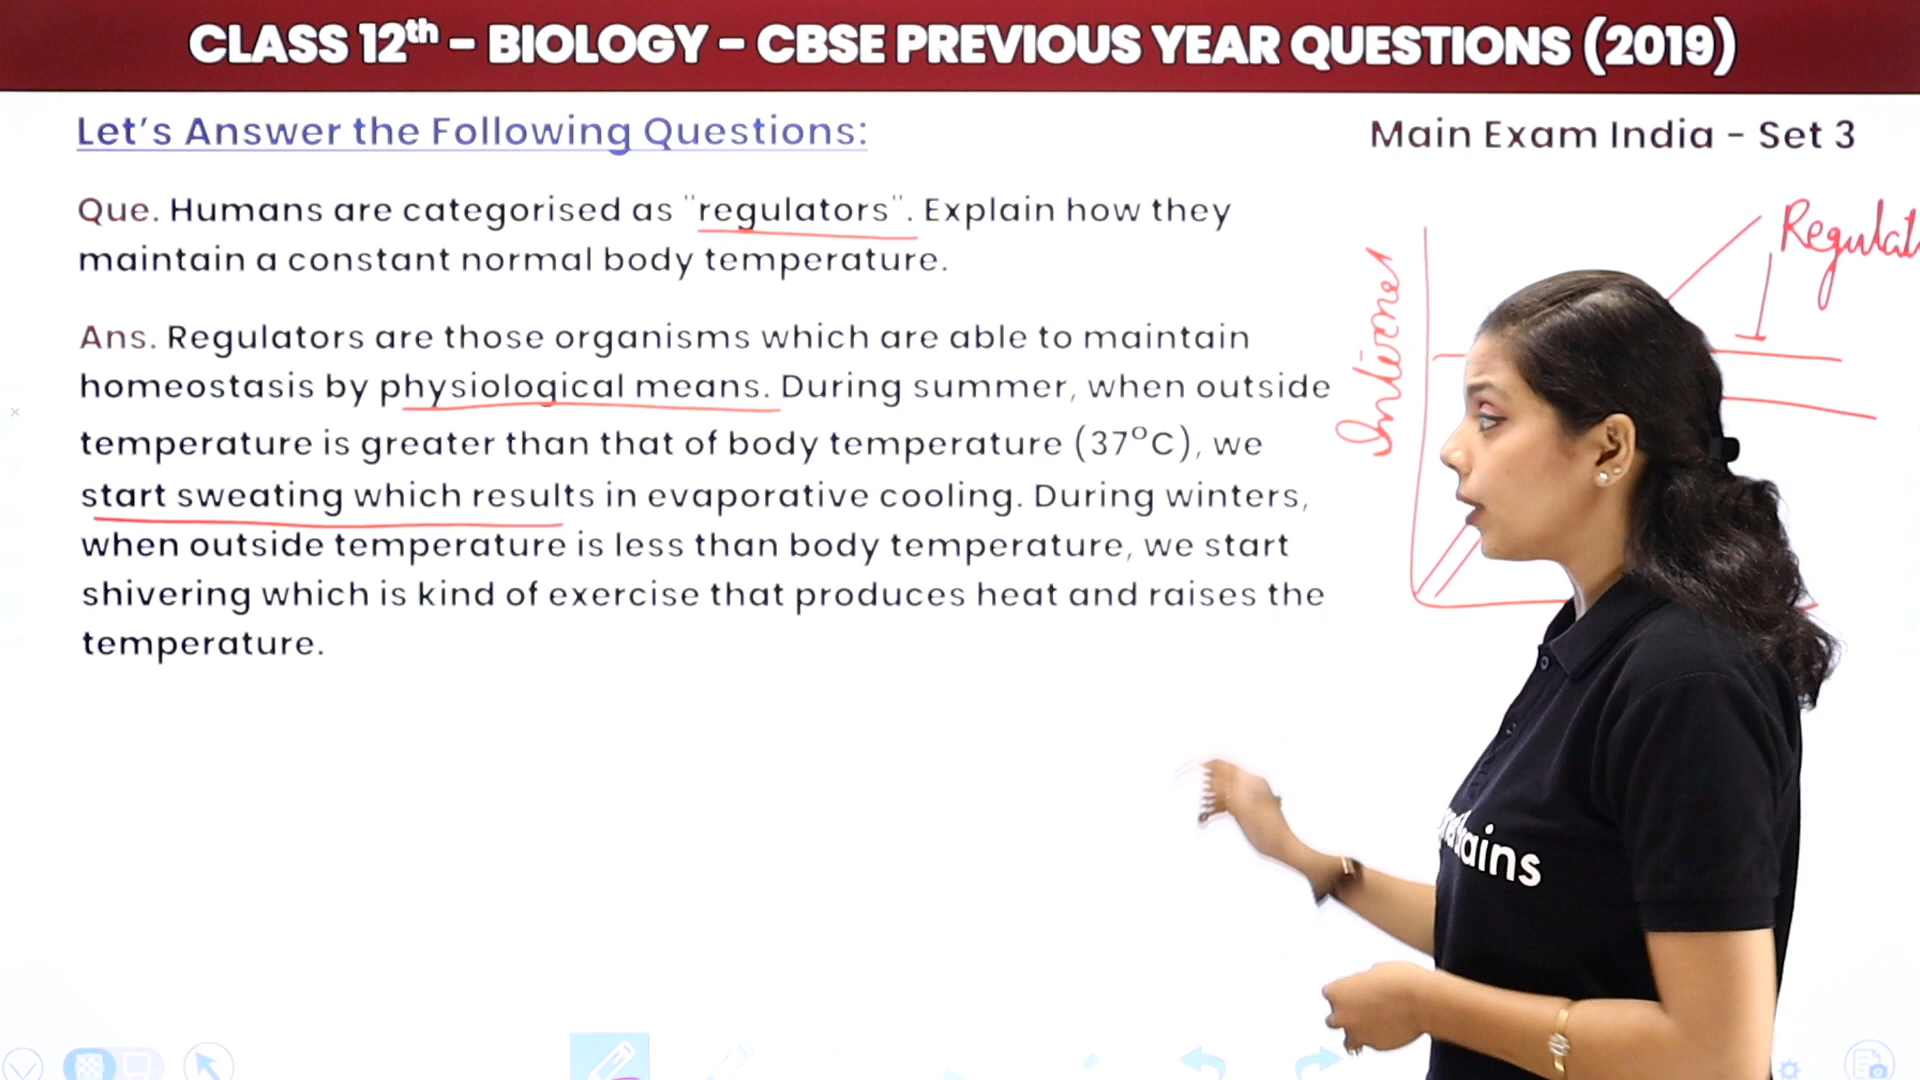 CLASS 12th - BIOLOGY - CBSE PREVIOUS YEAR QUESTIONS (2019)
Let's Answer the Following Questions:
Main Exam India - Set 3
Que. Humans are categorised as "regulators". Explain how they
maintain a constant normal body temperature.
Ans. Regulators are those organisms which are able to maintain
homeostasis by physiological means. During summer, when outside
temperature is greater than that of body temperature (37°C), we
start sweating which results in evaporative cooling. During winters,
when outside temperature is less than body temperature, we start
shivering which is kind of exercise that produces heat and raises the
temperature.
Regulat